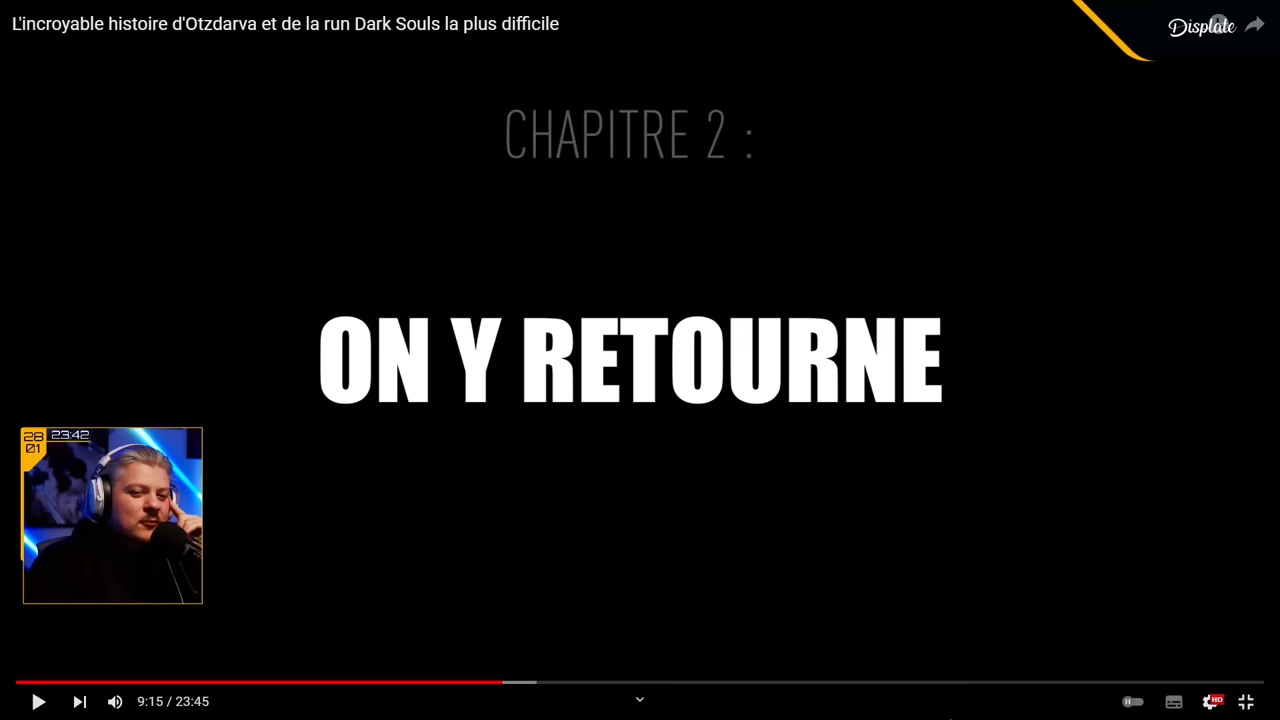 L'incroyable histoire d'Otzdarva et de la run Dark Souls la plus difficile
Displate
CHAPITRE 2 :
ON Y RETOURNE
28
01
23:42
9:15 / 23:45
HD